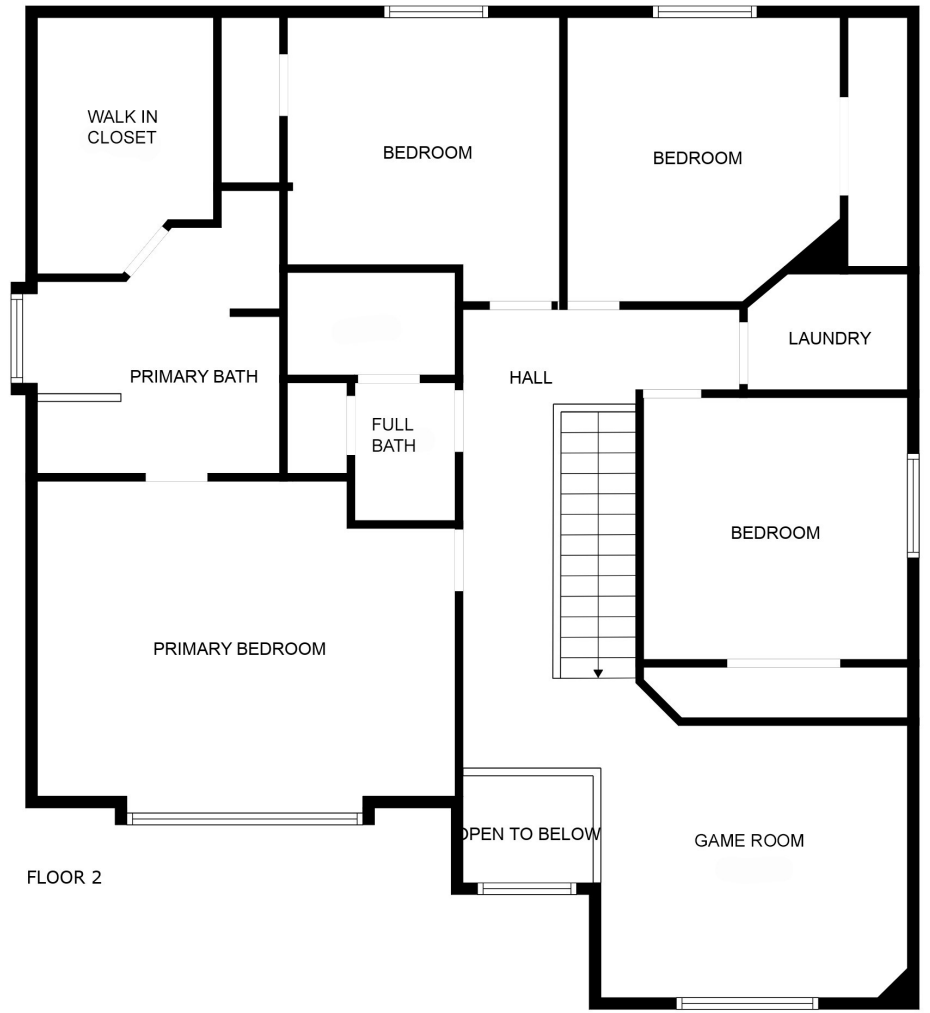 WALK IN
CLOSET
BEDROOM
BEDROOM
LAUNDRY
PRIMARY BATH
HALL
FULL
BATH
BEDROOM
PRIMARY BEDROOM
OPEN TO BELOW
GAME ROOM
FLOOR 2